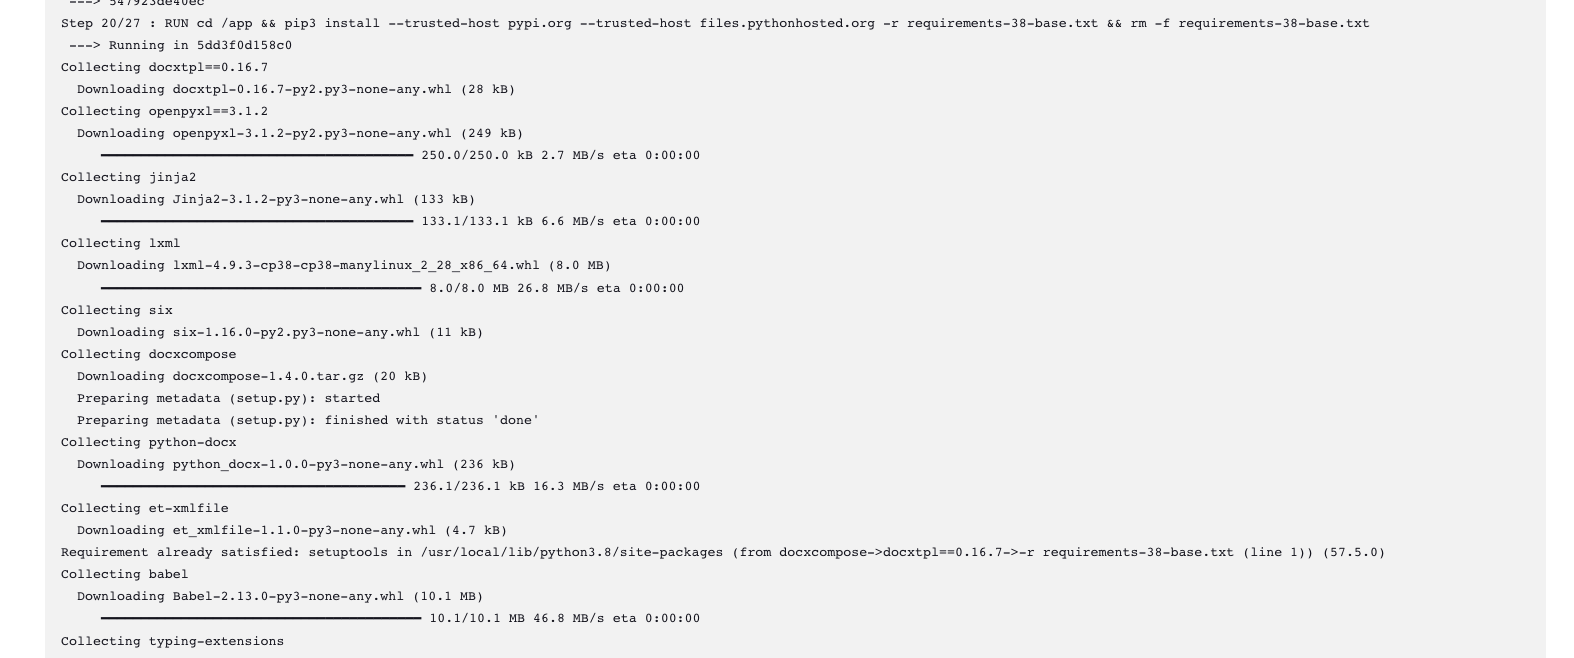 ---> 547923de40ec
Step 20/27 : RUN cd /app && pip3 install --trusted-host pypi.org --trusted-host files.pythonhosted.org -r requirements-38-base.txt && rm -f requirements-38-base.txt
---> Running in 5dd3f0d158c0
Collecting docxtpl==0.16.7
Downloading docxtpl-0.16.7-py2.py3-none-any.whl (28 kB)
Collecting openpyxl==3.1.2
Downloading openpyxl-3.1.2-py2.py3-none-any.whl (249 kB)
━━━━━━━━━━━━━━━━━━━━━━━━━━━━━━━━━━━━━━━ 250.0/250.0 kB 2.7 MB/s eta 0:00:00
Collecting jinja2
Downloading Jinja2-3.1.2-py3-none-any.whl (133 kB)
━━━━━━━━━━━━━━━━━━━━━━━━━━━━━━━━━━━━━━━ 133.1/133.1 kB 6.6 MB/s eta 0:00:00
Collecting lxml
Downloading lxml-4.9.3-cp38-cp38-manylinux_2_28_x86_64.whl (8.0 MB)
━━━━━━━━━━━━━━━━━━━━━━━━━━━━━━━━━━━━━━━━ 8.0/8.0 MB 26.8 MB/s eta 0:00:00
Collecting six
Downloading six-1.16.0-py2.py3-none-any.whl (11 kB)
Collecting docxcompose
Downloading docxcompose-1.4.0.tar.gz (20 kB)
Preparing metadata (setup.py): started
Preparing metadata (setup.py): finished with status 'done'
Collecting python-docx
Downloading python_docx-1.0.0-py3-none-any.whl (236 kB)
━━━━━━━━━━━━━━━━━━━━━━━━━━━━━━━━━━━━━━ 236.1/236.1 kB 16.3 MB/s eta 0:00:00
Collecting et-xmlfile
Downloading et_xmlfile-1.1.0-py3-none-any.whl (4.7 kB)
Requirement already satisfied: setuptools in /usr/local/lib/python3.8/site-packages (from docxcompose->docxtpl==0.16.7->-r requirements-38-base.txt (line 1)) (57.5.0)
Collecting babel
Downloading Babel-2.13.0-py3-none-any.whl (10.1 MB)
━━━━━━━━━━━━━━━━━━━━━━━━━━━━━━━━━━━━━━━━ 10.1/10.1 MB 46.8 MB/s eta 0:00:00
Collecting typing-extensions